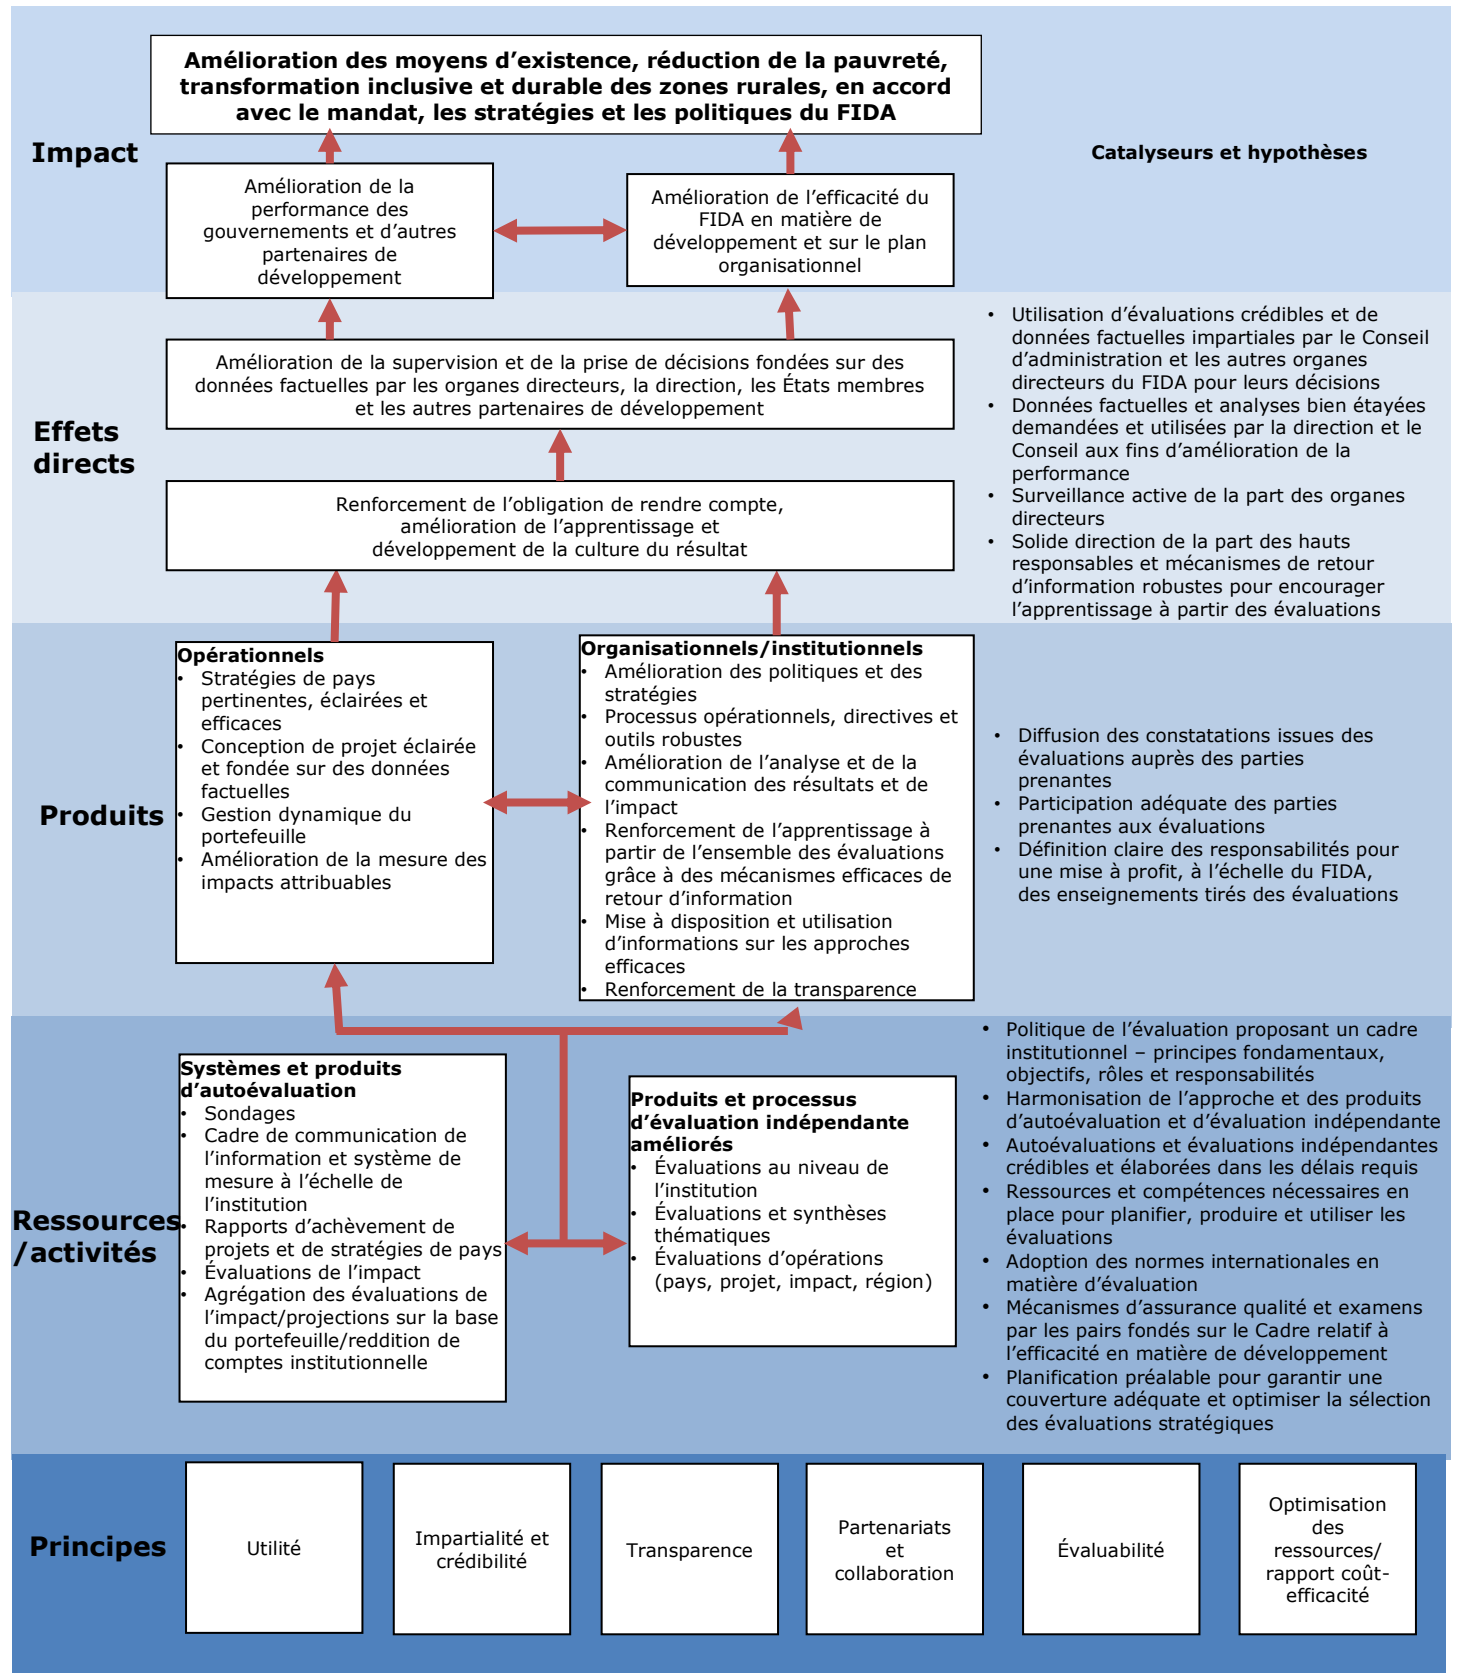 Amélioration des moyens d’existence, réduction de la pauvreté,
transformation inclusive et durable des zones rurales, en accord
avec le mandat, les stratégies et les politiques du FIDA
Impact
Catalyseurs et hypothèses
Amélioration de la
performance des
gouvernements et d’autres
partenaires de
développement
Amélioration de l’efficacité du
FIDA en matière de
développement et sur le plan
organisationnel
Effets
directs
Amélioration de la supervision et de la prise de décisions fondées sur des
données factuelles par les organes directeurs, la direction, les États membres
et les autres partenaires de développement
Renforcement de l’obligation de rendre compte,
amélioration de l’apprentissage et
développement de la culture du résultat
• Utilisation d’évaluations crédibles et de
données factuelles impartiales par le Conseil
d’administration et les autres organes
directeurs du FIDA pour leurs décisions
• Données factuelles et analyses bien étayées
demandées et utilisées par la direction et le
Conseil aux fins d’amélioration de la
performance
• Surveillance active de la part des organes
directeurs
• Solide direction de la part des hauts
responsables et mécanismes de retour
d’information robustes pour encourager
l’apprentissage à partir des évaluations
Produits
Opérationnels
• Stratégies de pays
pertinentes, éclairées et
efficaces
• Conception de projet éclairée
et fondée sur des données
factuelles
• Gestion dynamique du
portefeuille
• Amélioration de la mesure des
impacts attribuables
Organisationnels/institutionnels
• Amélioration des politiques et des
stratégies
• Processus opérationnels, directives et
outils robustes
• Amélioration de l’analyse et de la
communication des résultats et de
l’impact
• Renforcement de l’apprentissage à
partir de l’ensemble des évaluations
grâce à des mécanismes efficaces de
retour d’information
• Mise à disposition et utilisation
d’informations sur les approches
efficaces
• Renforcement de la transparence
• Diffusion des constatations issues des
évaluations auprès des parties
prenantes
• Participation adéquate des parties
prenantes aux évaluations
• Définition claire des responsabilités pour
une mise à profit, à l’échelle du FIDA,
des enseignements tirés des évaluations
Ressources
/activités
Systèmes et produits
d’autoévaluation
• Sondages
• Cadre de communication de
l’information et système de
mesure à l’échelle de
l’institution
• Rapports d’achèvement de
projets et de stratégies de pays
• Évaluations de l’impact
• Agrégation des évaluations de
l’impact/projections sur la base
du portefeuille/reddition de
comptes institutionnelle
Produits et processus
d’évaluation indépendante
améliorés
• Évaluations au niveau de
l’institution
• Évaluations et synthèses
thématiques
• Évaluations d’opérations
(pays, projet, impact, région)
• Politique de l’évaluation proposant un cadre
institutionnel – principes fondamentaux,
objectifs, rôles et responsabilités
• Harmonisation de l’approche et des produits
d’autoévaluation et d’évaluation indépendante
• Autoévaluations et évaluations indépendantes
crédibles et élaborées dans les délais requis
• Ressources et compétences nécessaires en
place pour planifier, produire et utiliser les
évaluations
• Adoption des normes internationales en
matière d’évaluation
• Mécanismes d’assurance qualité et examens
par les pairs fondés sur le Cadre relatif à
l’efficacité en matière de développement
• Planification préalable pour garantir une
couverture adéquate et optimiser la sélection
des évaluations stratégiques
Principes
Utilité
Impartialité et
crédibilité
Transparence
Partenariats
et
collaboration
Évaluabilité
Optimisation
des
ressources/
rapport coût-
efficacité